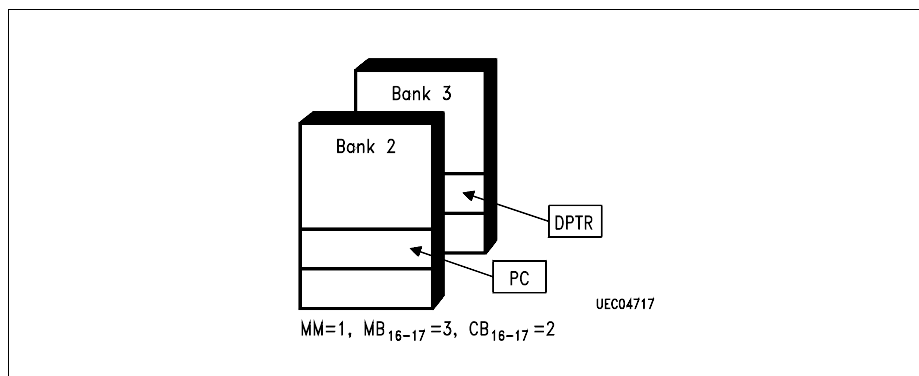 Bank 3
Bank 2
DPTR
PC
UEC04717
MM=1, MB16-17=3, CB16-17=2